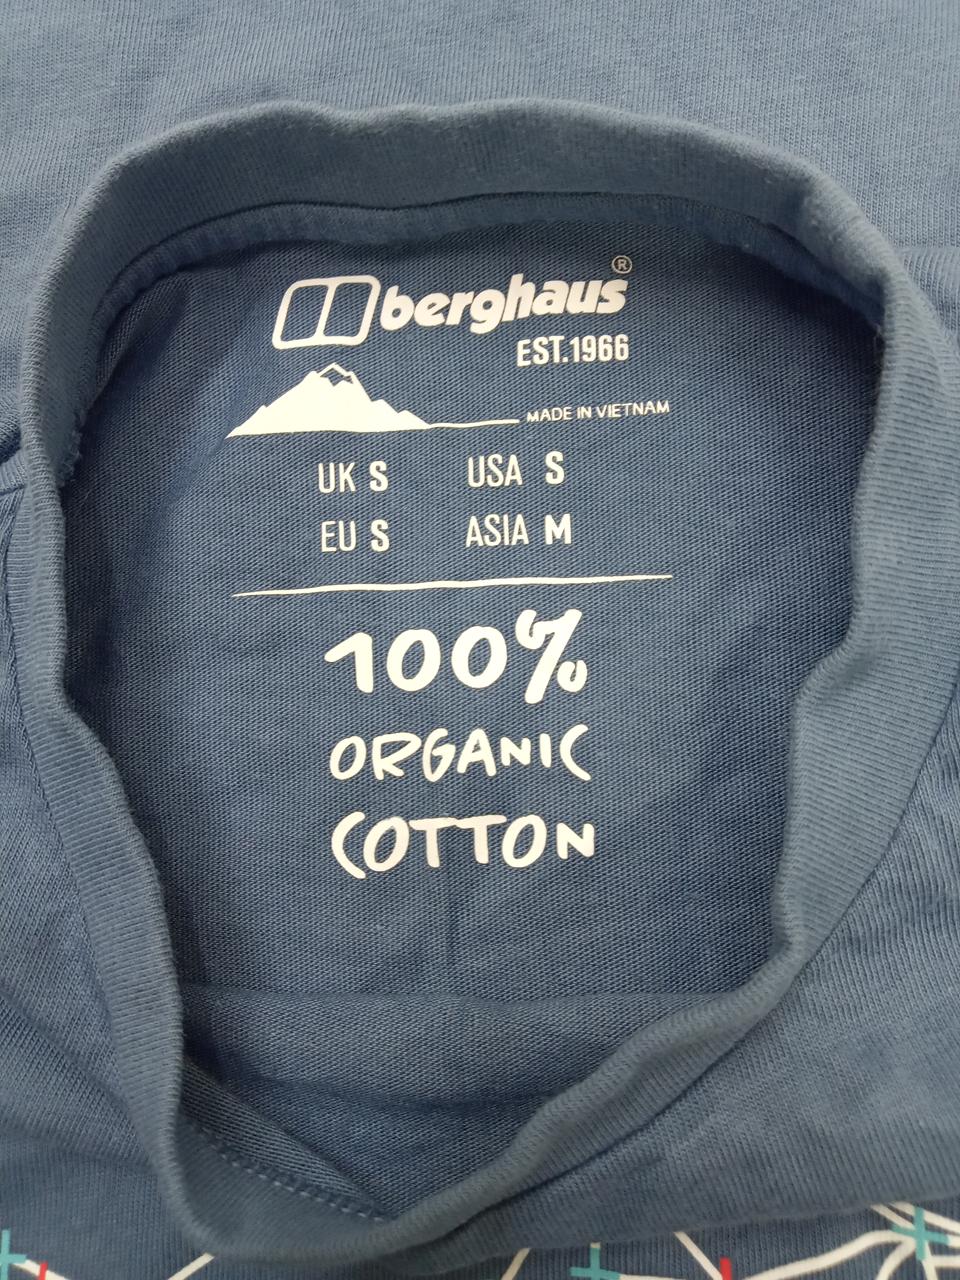 berghaus®
EST.1966
MADE IN VIETNAM
UK S USA S
EU S ASIA M
100%
ORGANIC
COTTON